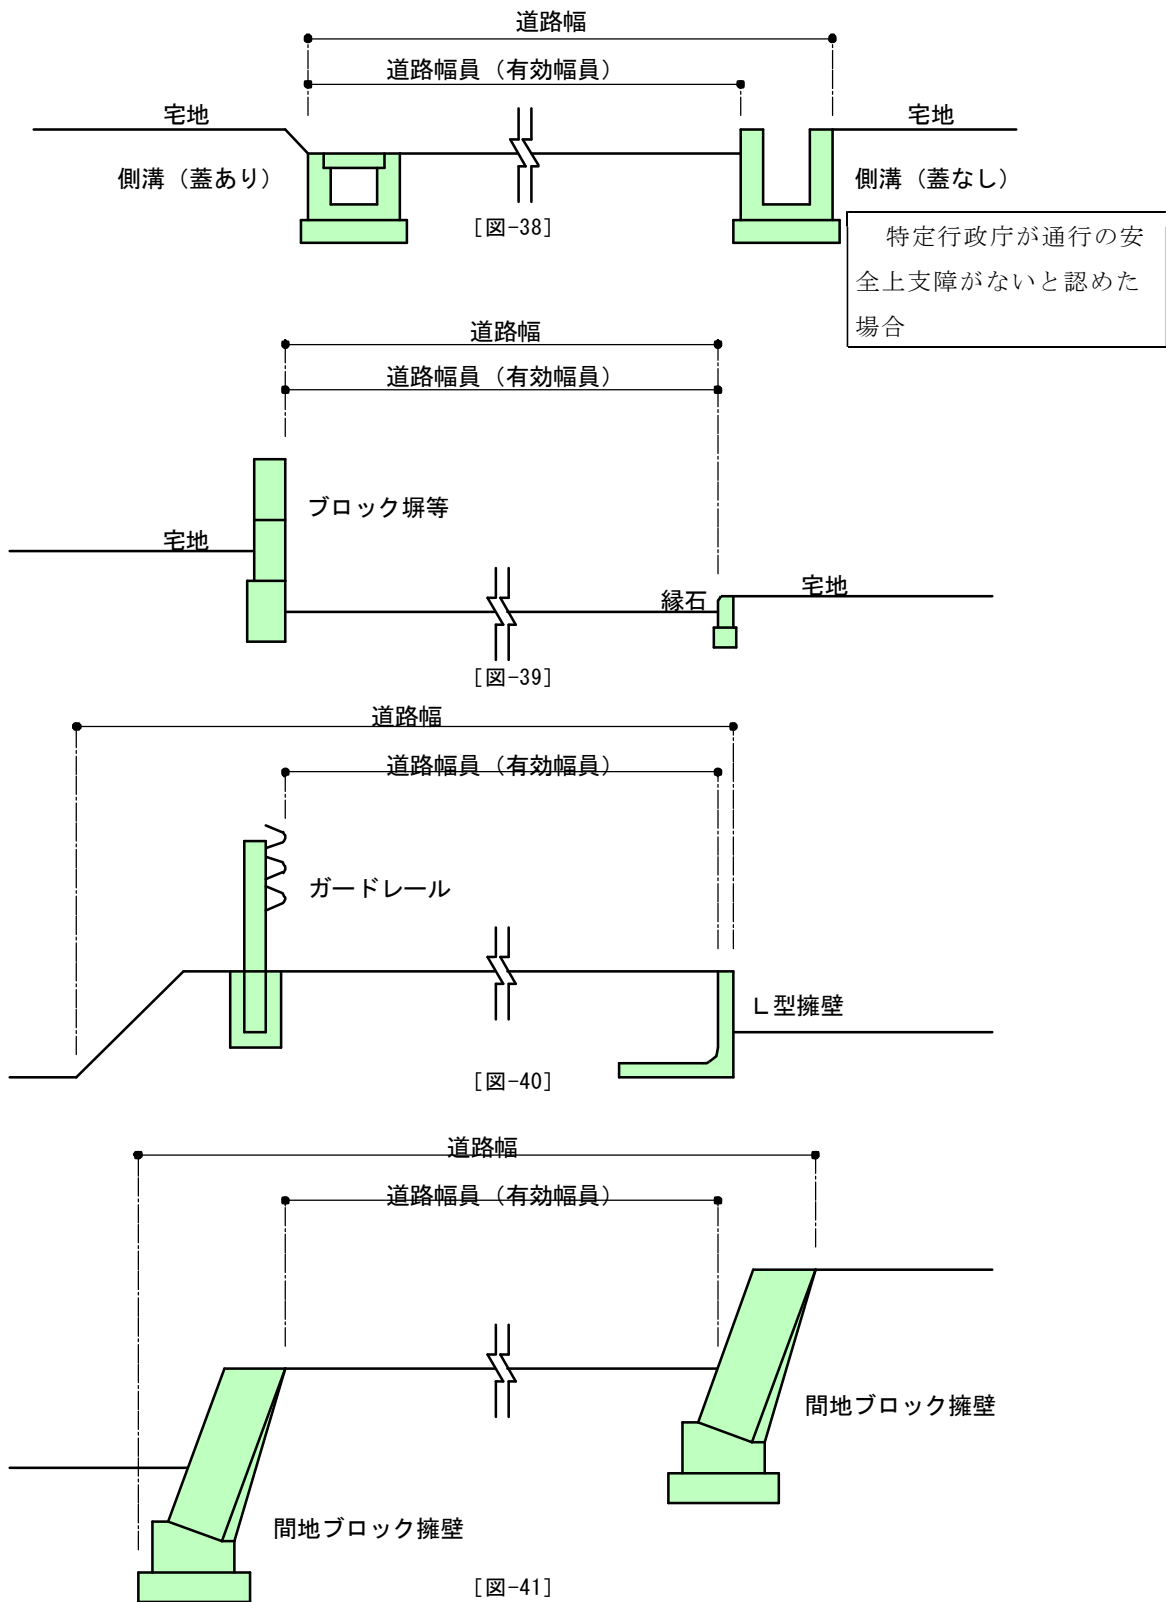 道路幅
道路幅員（有効幅員）
宅地
宅地
側溝（蓋あり）
側溝（蓋なし）
［図-38］
特定行政庁が通行の安
全上支障がないと認めた
場合
道路幅
道路幅員（有効幅員）
ブロック塀等
宅地
縁石
宅地
［図-39］
道路幅
道路幅員（有効幅員）
ガードレール
Ｌ型擁壁
［図-40］
道路幅
道路幅員（有効幅員）
間地ブロック擁壁
間地ブロック擁壁
［図-41］